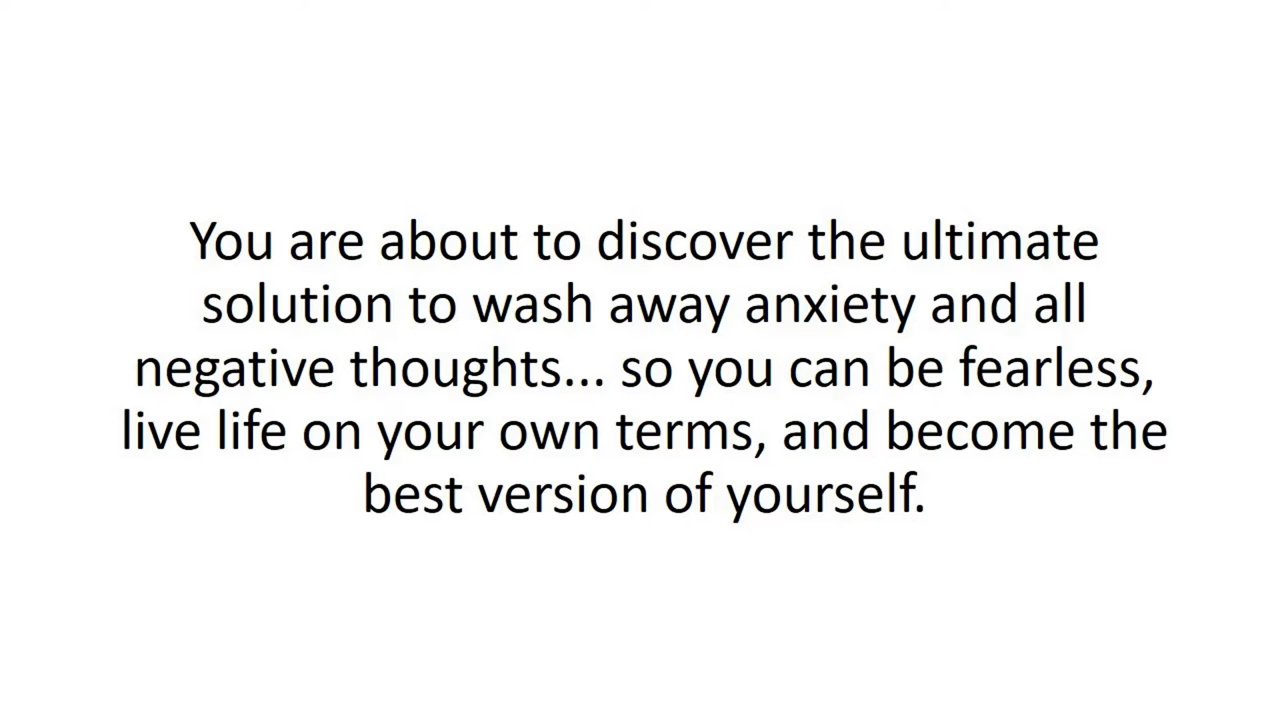 You are about to discover the ultimate
solution to wash away anxiety and all
negative thoughts... so you can be fearless,
live life on your own terms, and become the
best version of yourself.